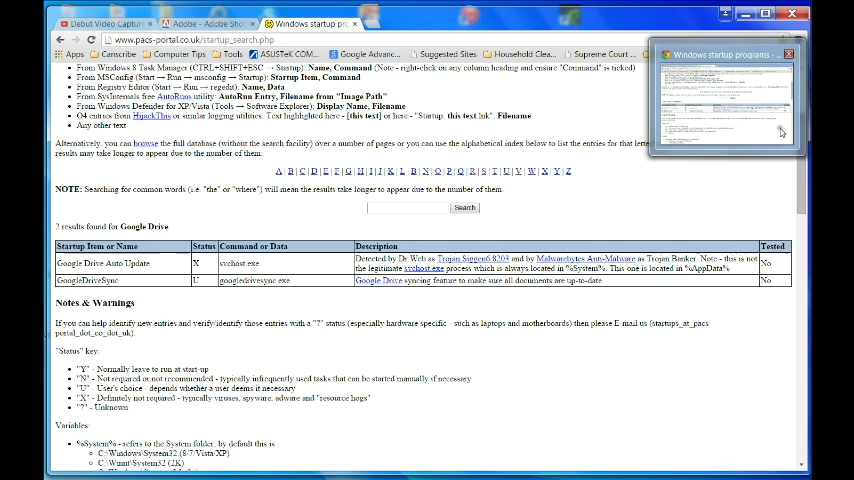 Debut Video Captur
Adobe - Adobe Sho
Windows startup pro
www.pacs-portal.co.uk/startup_search.php
Apps Canscribe Computer Tips Tools ASUSTeK COM... Google Advanc... Suggested Sites Household Clea... Supreme Court ...
Windows startup programs - ...
From Windows 8 Task Manager (CTRL+SHIFT+ESC → Startup): Name, Command (Note - right-click on any column heading and ensure "Command" is ticked)
From MSConfig (Start → Run → msconfig → Startup): Startup Item, Command
From Registry Editor (Start → Run → regedit): Name, Data
From SysInternals free AutoRuns utility: AutoRun Entry, Filename from "Image Path"
From Windows Defender for XP/Vista (Tools → Software Explorer): Display Name, Filename
O4 entries from HijackThis or similar logging utilities. Text highlighted here - [this text] or here - "Startup: this text.lnk", Filename
Any other text
Alternatively, you can browse the full database (without the search facility) over a number of pages or you can use the alphabetical index below to list the entries for that lette
results may take longer to appear due to the number of them:
A | B | C | D | E | F | G | H | I | J | K | L | B | N | O | P | Q | R | S | T | U | V | W | X | Y | Z
NOTE: Searching for common words (i.e. "the" or "where") will mean the results take longer to appear due to the number of them.
Search
2 results found for Google Drive
Startup Item or Name Status Command or Data Description Tested
Google Drive Auto Update X svchost.exe Detected by Dr.Web as Trojan.Siggen6.8203 and by Malwarebytes Anti-Malware as Trojan.Banker. Note - this is not the legitimate svchost.exe process which is always located in %System%. This one is located in %AppData% No
GoogleDriveSync U googledrivesync.exe Google Drive syncing feature to make sure all documents are up-to-date No
Notes & Warnings
If you can help identify new entries and verify/identify those entries with a "?" status (especially hardware specific - such as laptops and motherboards) then please E-mail us (startups_at_pacs-
portal_dot_co_dot_uk).
"Status" key:
"Y" - Normally leave to run at start-up
"N" - Not required or not recommended - typically infrequently used tasks that can be started manually if necessary
"U" - User's choice - depends whether a user deems it necessary
"X" - Definitely not required - typically viruses, spyware, adware and "resource hogs"
"?" - Unknown
Variables:
%System% - refers to the System folder; by default this is
C:\Windows\System32 (8/7/Vista/XP)
C:\Winnt\System32 (2K)